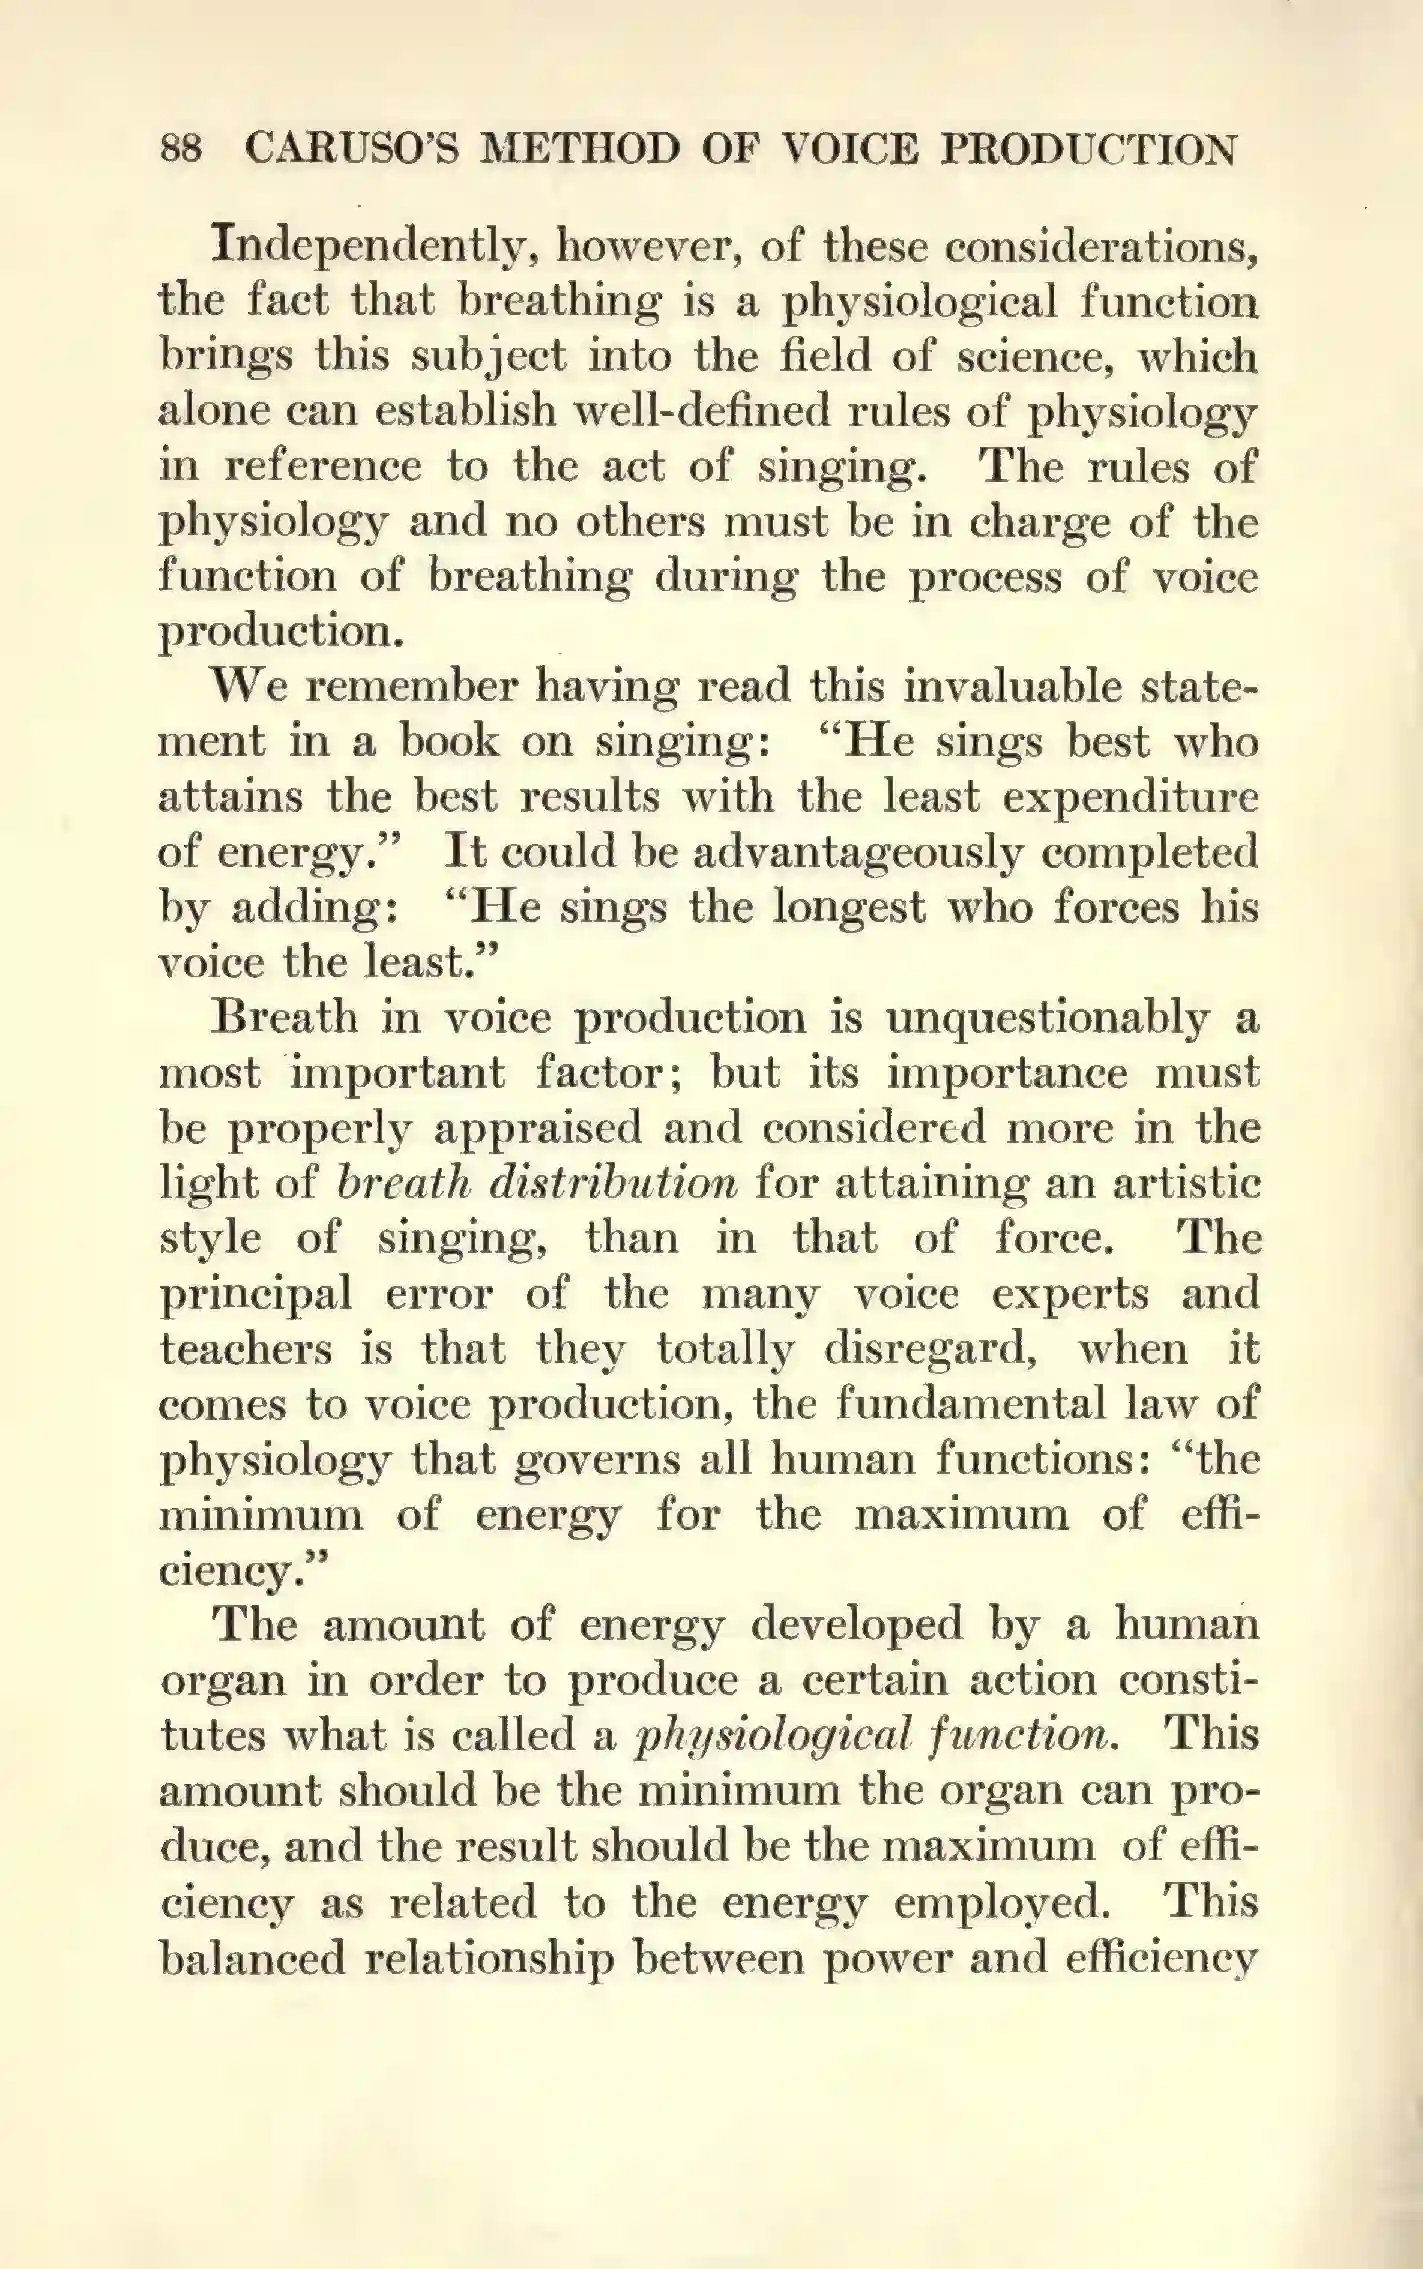 88 CARUSO'S METHOD OF VOICE PRODUCTION
Independently, however, of these considerations,
the fact that breathing is a physiological function
brings this subject into the field of science, which
alone can establish well-defined rules of physiology
in reference to the act of singing. The rules of
physiology and no others must be in charge of the
function of breathing during the process of voice
production.
We remember having read this invaluable state-
ment in a book on singing: “He sings best who
attains the best results with the least expenditure
of energy.” It could be advantageously completed
by adding: “He sings the longest who forces his
voice the least.”
Breath in voice production is unquestionably a
most important factor; but its importance must
be properly appraised and considered more in the
light of breath distribution for attaining an artistic
style of singing, than in that of force. The
principal error of the many voice experts and
teachers is that they totally disregard, when it
comes to voice production, the fundamental law of
physiology that governs all human functions: “the
minimum of energy for the maximum of effi-
ciency.”
The amount of energy developed by a human
organ in order to produce a certain action consti-
tutes what is called a physiological function. This
amount should be the minimum the organ can pro-
duce, and the result should be the maximum of effi-
ciency as related to the energy employed. This
balanced relationship between power and efficiency